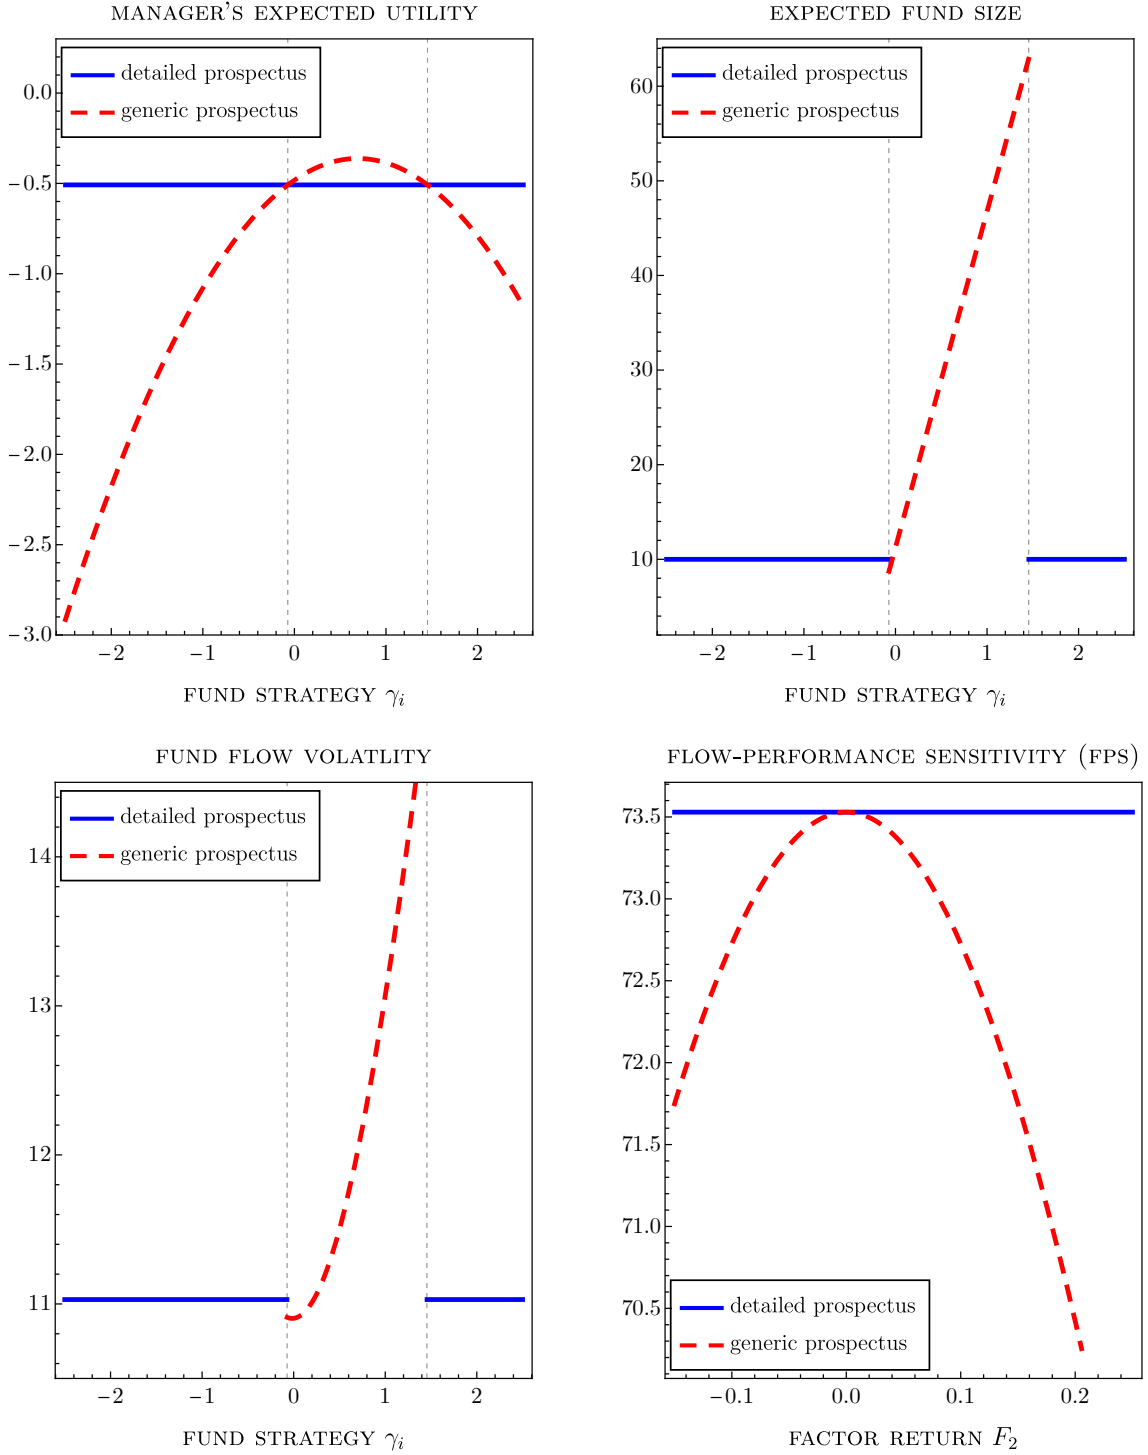 MANAGER'S EXPECTED UTILITY
detailed prospectus
generic prospectus
0.0
−0.5
−1.0
−1.5
−2.0
−2.5
−3.0
−2 −1 0 1 2
FUND STRATEGY γi
EXPECTED FUND SIZE
detailed prospectus
generic prospectus
60
50
40
30
20
10
−2 −1 0 1 2
FUND STRATEGY γi
FUND FLOW VOLATLITY
detailed prospectus
generic prospectus
14
13
12
11
−2 −1 0 1 2
FUND STRATEGY γi
FLOW-PERFORMANCE SENSITIVITY (FPS)
73.5
73.0
72.5
72.0
71.5
71.0
70.5
detailed prospectus
generic prospectus
−0.1 0.0 0.1 0.2
FACTOR RETURN F2